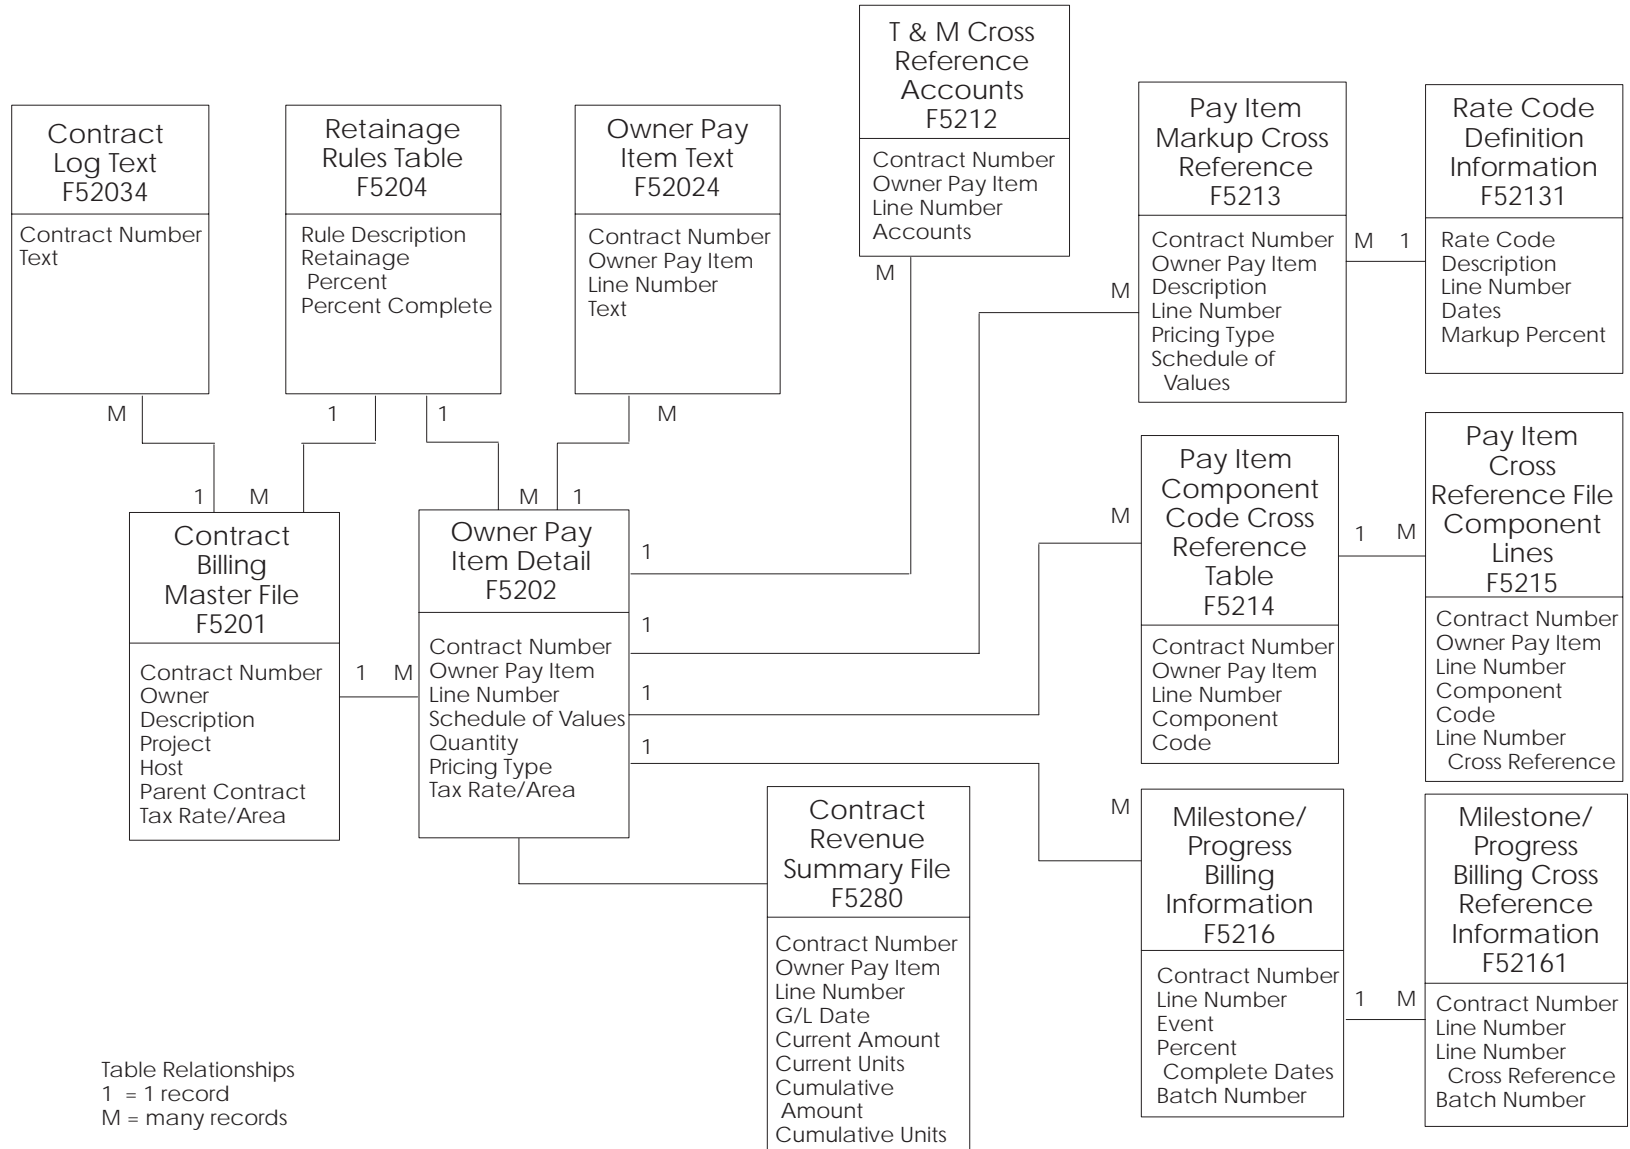 Contract
Log Text
F52034
Contract Number
Text
Retainage
Rules Table
F5204
Rule Description
Retainage
Percent
Percent Complete
Owner Pay
Item Text
F52024
Contract Number
Owner Pay Item
Line Number
Text
T & M Cross
Reference
Accounts
F5212
Contract Number
Owner Pay Item
Line Number
Accounts
Pay Item
Markup Cross
Reference
F5213
Contract Number
Owner Pay Item
Description
Line Number
Pricing Type
Schedule of
Values
Rate Code
Definition
Information
F52131
Rate Code
Description
Line Number
Dates
Markup Percent
M 1
M
M
M
1
1
M
1
M
M
1
Contract
Billing
Master File
F5201
Contract Number
Owner
Description
Project
Host
Parent Contract
Tax Rate/Area
1 M
Owner Pay
Item Detail
F5202
Contract Number
Owner Pay Item
Line Number
Schedule of Values
Quantity
Pricing Type
Tax Rate/Area
1
1
1
1
M
Pay Item
Component
Code Cross
Reference
Table
F5214
Contract Number
Owner Pay Item
Line Number
Component
Code
1 M
Pay Item
Cross
Reference File
Component
Lines
F5215
Contract Number
Owner Pay Item
Line Number
Component
Code
Line Number
Cross Reference
Contract
Revenue
Summary File
F5280
Contract Number
Owner Pay Item
Line Number
G/L Date
Current Amount
Current Units
Cumulative
Amount
Cumulative Units
M
Milestone/
Progress
Billing
Information
F5216
Contract Number
Line Number
Event
Percent
Complete Dates
Batch Number
1 M
Milestone/
Progress
Billing Cross
Reference
Information
F52161
Contract Number
Line Number
Line Number
Cross Reference
Batch Number
Table Relationships
1 = 1 record
M = many records